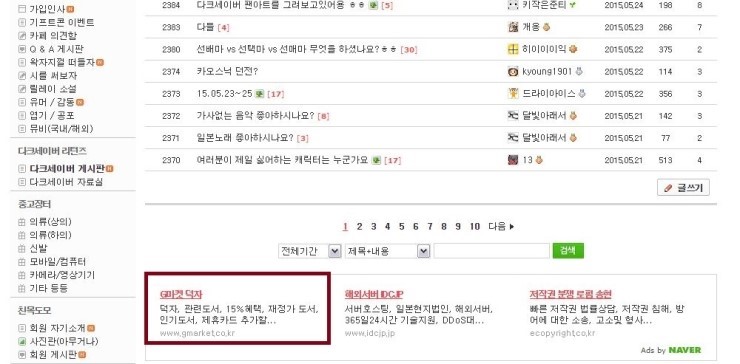 가입인사
기프트콘 이벤트
카페 의견함
Q & A 게시판
왁자지껄 떠들자
시를 써보자
릴레이 소설
유머 / 감동
엽기 / 공포
뮤비(국내/해외)
다크세이버 리턴즈
다크세이버 게시판
다크세이버 자료실
중고장터
의류(상의)
의류(하의)
신발
모바일/컴퓨터
카메라/영상기기
기타 등등
친목도모
회원 자기소개
사진관(아무거나)
회원 게시판
2384 다크세이버 팬아트를 그려보고있어용 ㅎㅎ [5] 키작은준티 2015.05.24 198 8
2383 다들 [4] 개용 2015.05.23 266 7
2380 선배마 vs 선택마 vs 선매마 무엇을 하셨나요? ㅎㅎ [30] 히이이이익 2015.05.22 375 2
2374 카오스닉 던전? kyoung1901 2015.05.22 114 3
2373 15.05.23~25 [17] 드라이아이스 2015.05.22 356 3
2372 가사없는 음악 좋아하시나요? [8] 달빛아래서 2015.05.21 142 3
2371 일본노래 좋아하시나요? [3] 달빛아래서 2015.05.21 77 2
2370 여러분이 제일 싫어하는 캐릭터는 누군가요 [17] 13 2015.05.21 513 4
글쓰기
1 2 3 4 5 6 7 8 9 10 다음
전체기간 제목+내용 검색
G마켓 덕자
덕자, 관련도서, 15%혜택, 재정가 도서,
인기도서, 제휴카드 추가할...
www.gmarket.co.kr
해외서버 IDCJP
서버호스팅, 일본현지법인, 해외서버,
365일24시간 기술지원, DDoS대...
www.idcjp.jp
저작권 분쟁 로펌 숭현
빠른 저작권 법률상담, 저작권 침해, 방
어에 대한 소송, 고소및 형사...
ecopyright.co.kr
Ads by NAVER